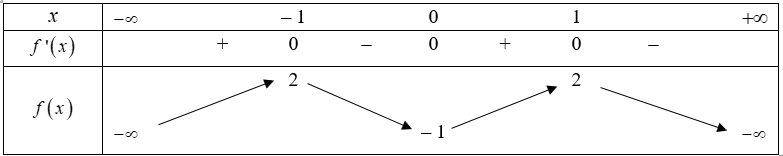 x −∞ − 1 0 1 +∞
f '(x) + 0 − 0 + 0 −
2 2
f(x)
−∞ − 1 −∞